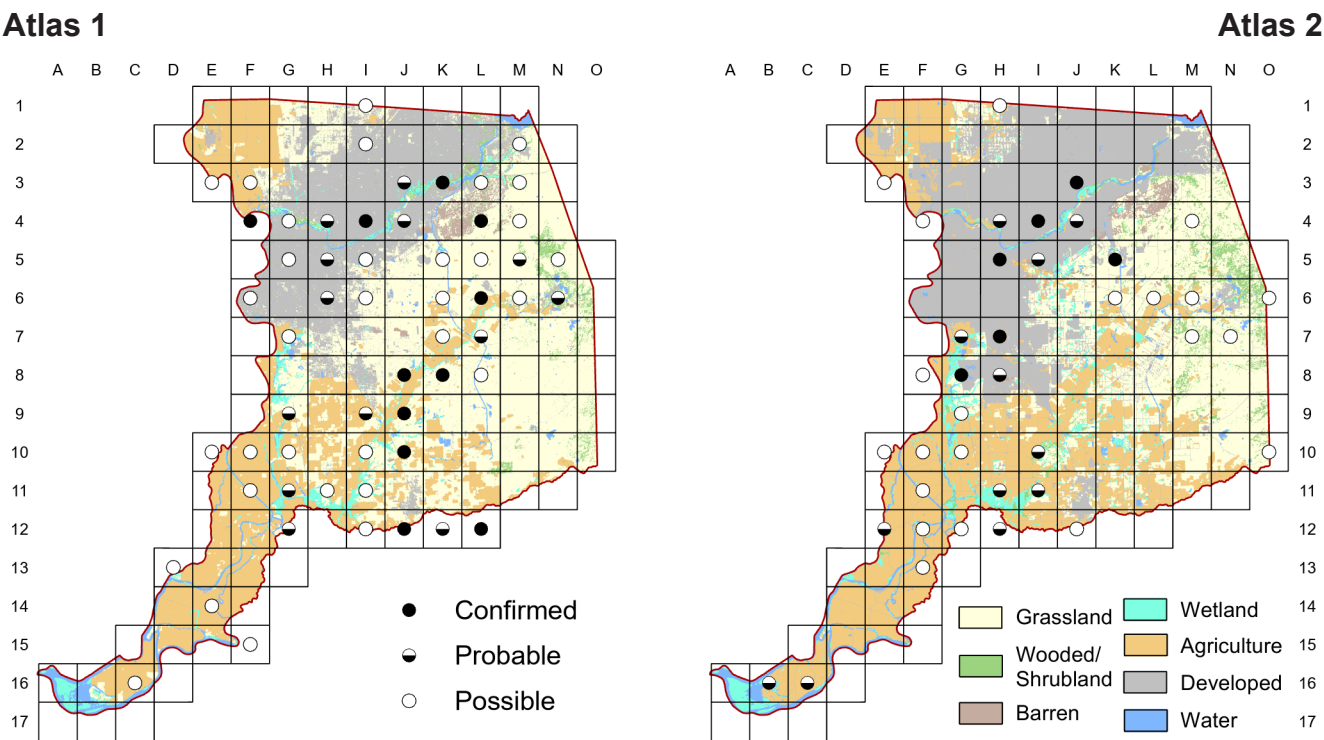 Atlas 1
Atlas 2
A B C D E F G H I J K L M N O
A B C D E F G H I J K L M N O
1 1
2 2
3 3
4 4
5 5
6 6
7 7
8 8
9 9
10 10
11 11
12 12
13 13
14 14
15 15
16 16
17 17
Confirmed
Probable
Possible
Grassland
Wooded/
Shrubland
Barren
Wetland
Agriculture
Developed
Water